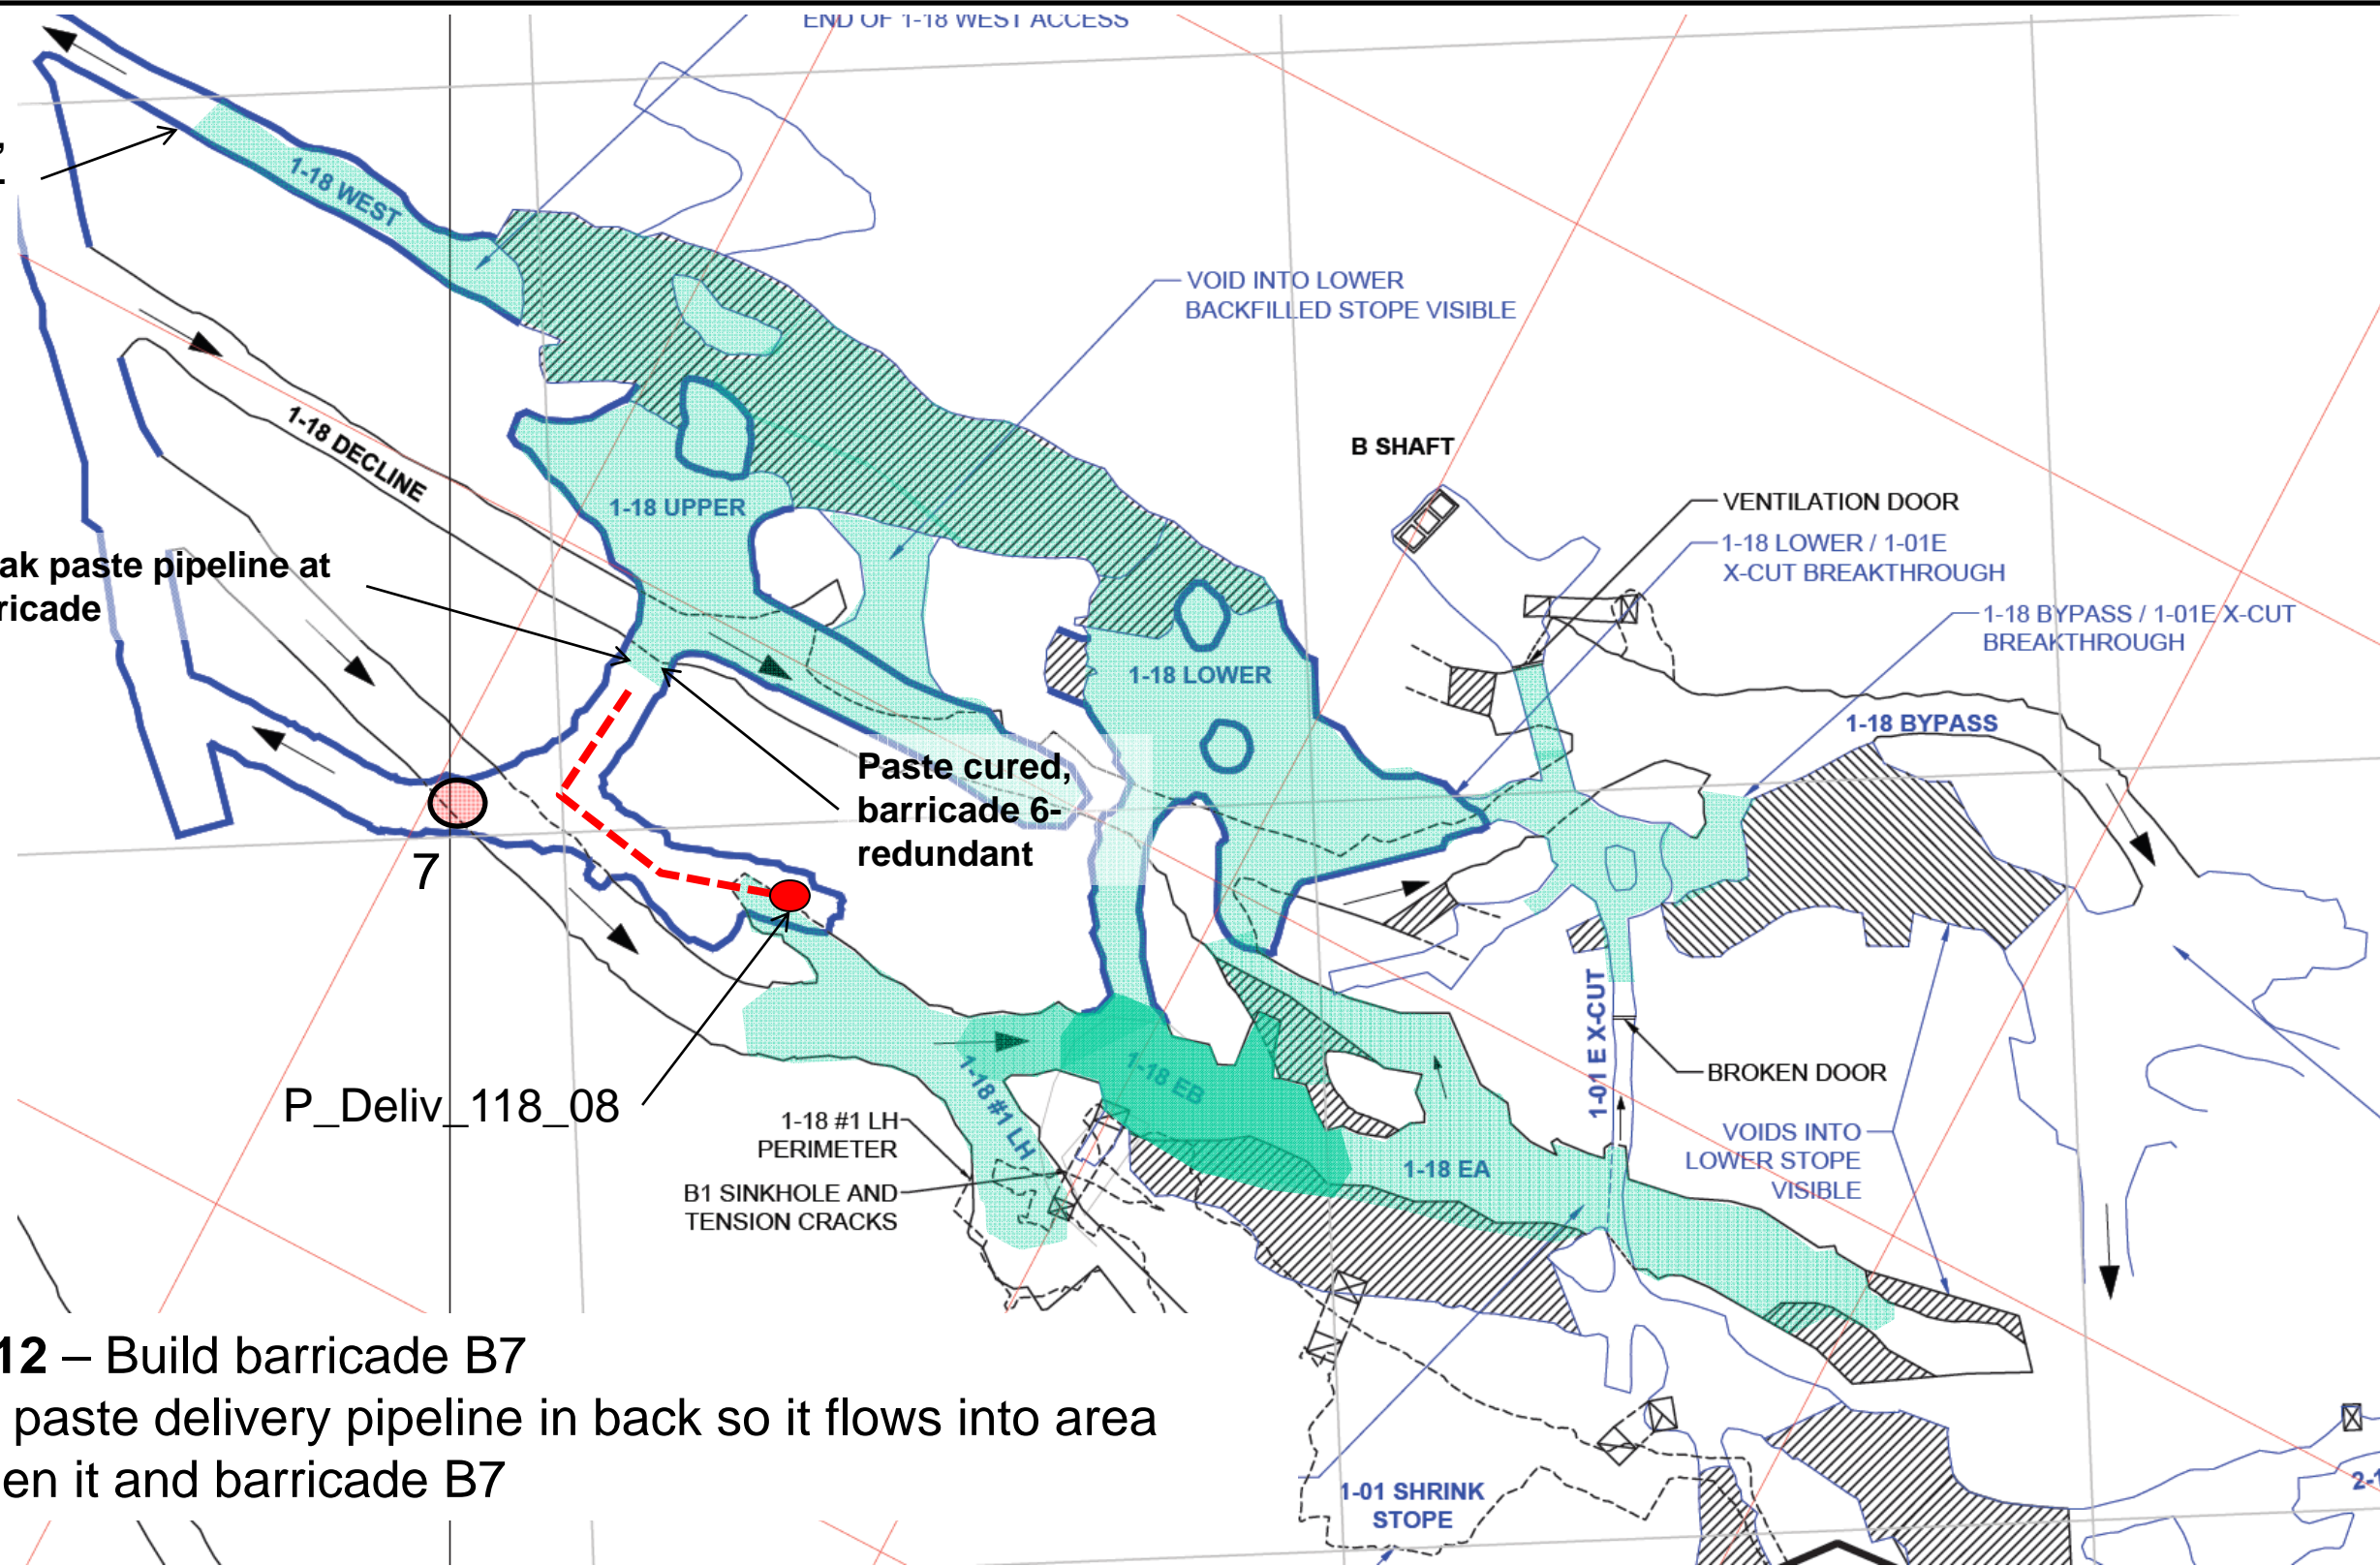 END OF 1-18 WEST ACCESS
1-18 WEST
VOID INTO LOWER
BACKFILLED STOPE VISIBLE
1-18 DECLINE
B SHAFT
1-18 UPPER
VENTILATION DOOR
1-18 LOWER / 1-01E
X-CUT BREAKTHROUGH
ak paste pipeline at
ricade
1-18 BYPASS / 1-01E X-CUT
BREAKTHROUGH
1-18 LOWER
1-18 BYPASS
Paste cured,
barricade 6-
redundant
7
1-01 E X-CUT
1-18 EB
1-18 #1 LH
BROKEN DOOR
P_Deliv_118_08
1-18 #1 LH
PERIMETER
VOIDS INTO
LOWER STOPE
VISIBLE
1-18 EA
B1 SINKHOLE AND
TENSION CRACKS
12 – Build barricade B7
paste delivery pipeline in back so it flows into area
en it and barricade B7
1-01 SHRINK
STOPE
2-1